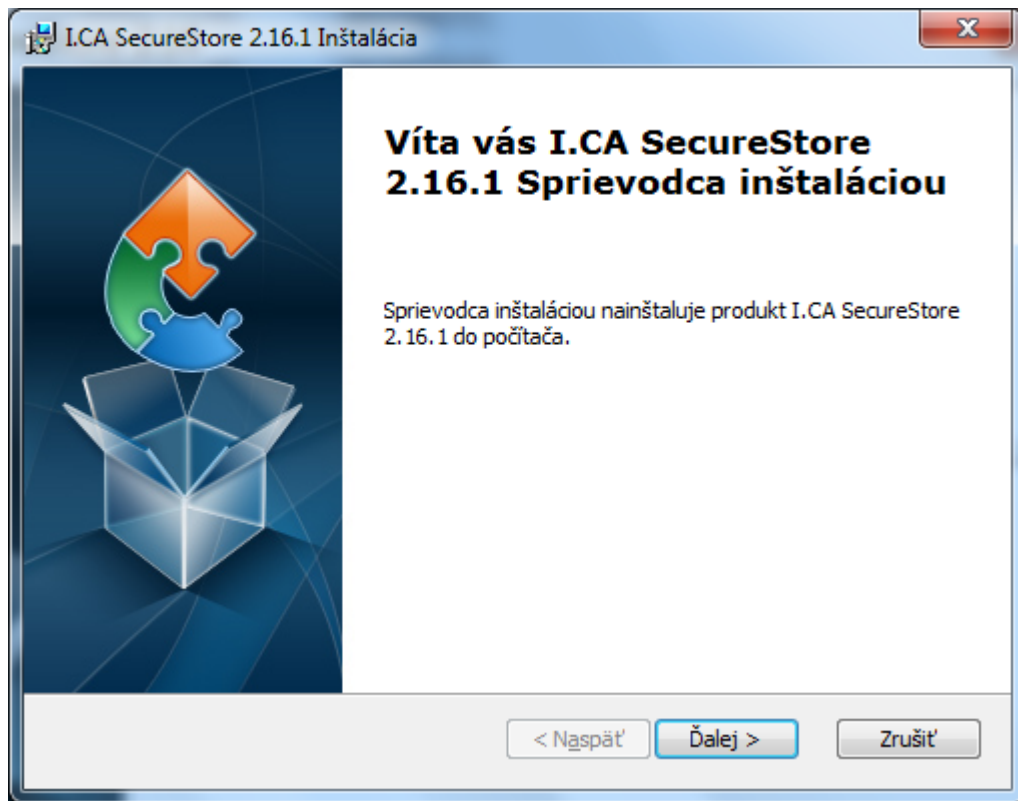 I.CA SecureStore 2.16.1 Inštalácia
Víta vás I.CA SecureStore
2.16.1 Sprievodca inštaláciou
Sprievodca inštaláciou nainštaluje produkt I.CA SecureStore
2.16.1 do počítača.
< Naspäť
Ďalej >
Zrušiť